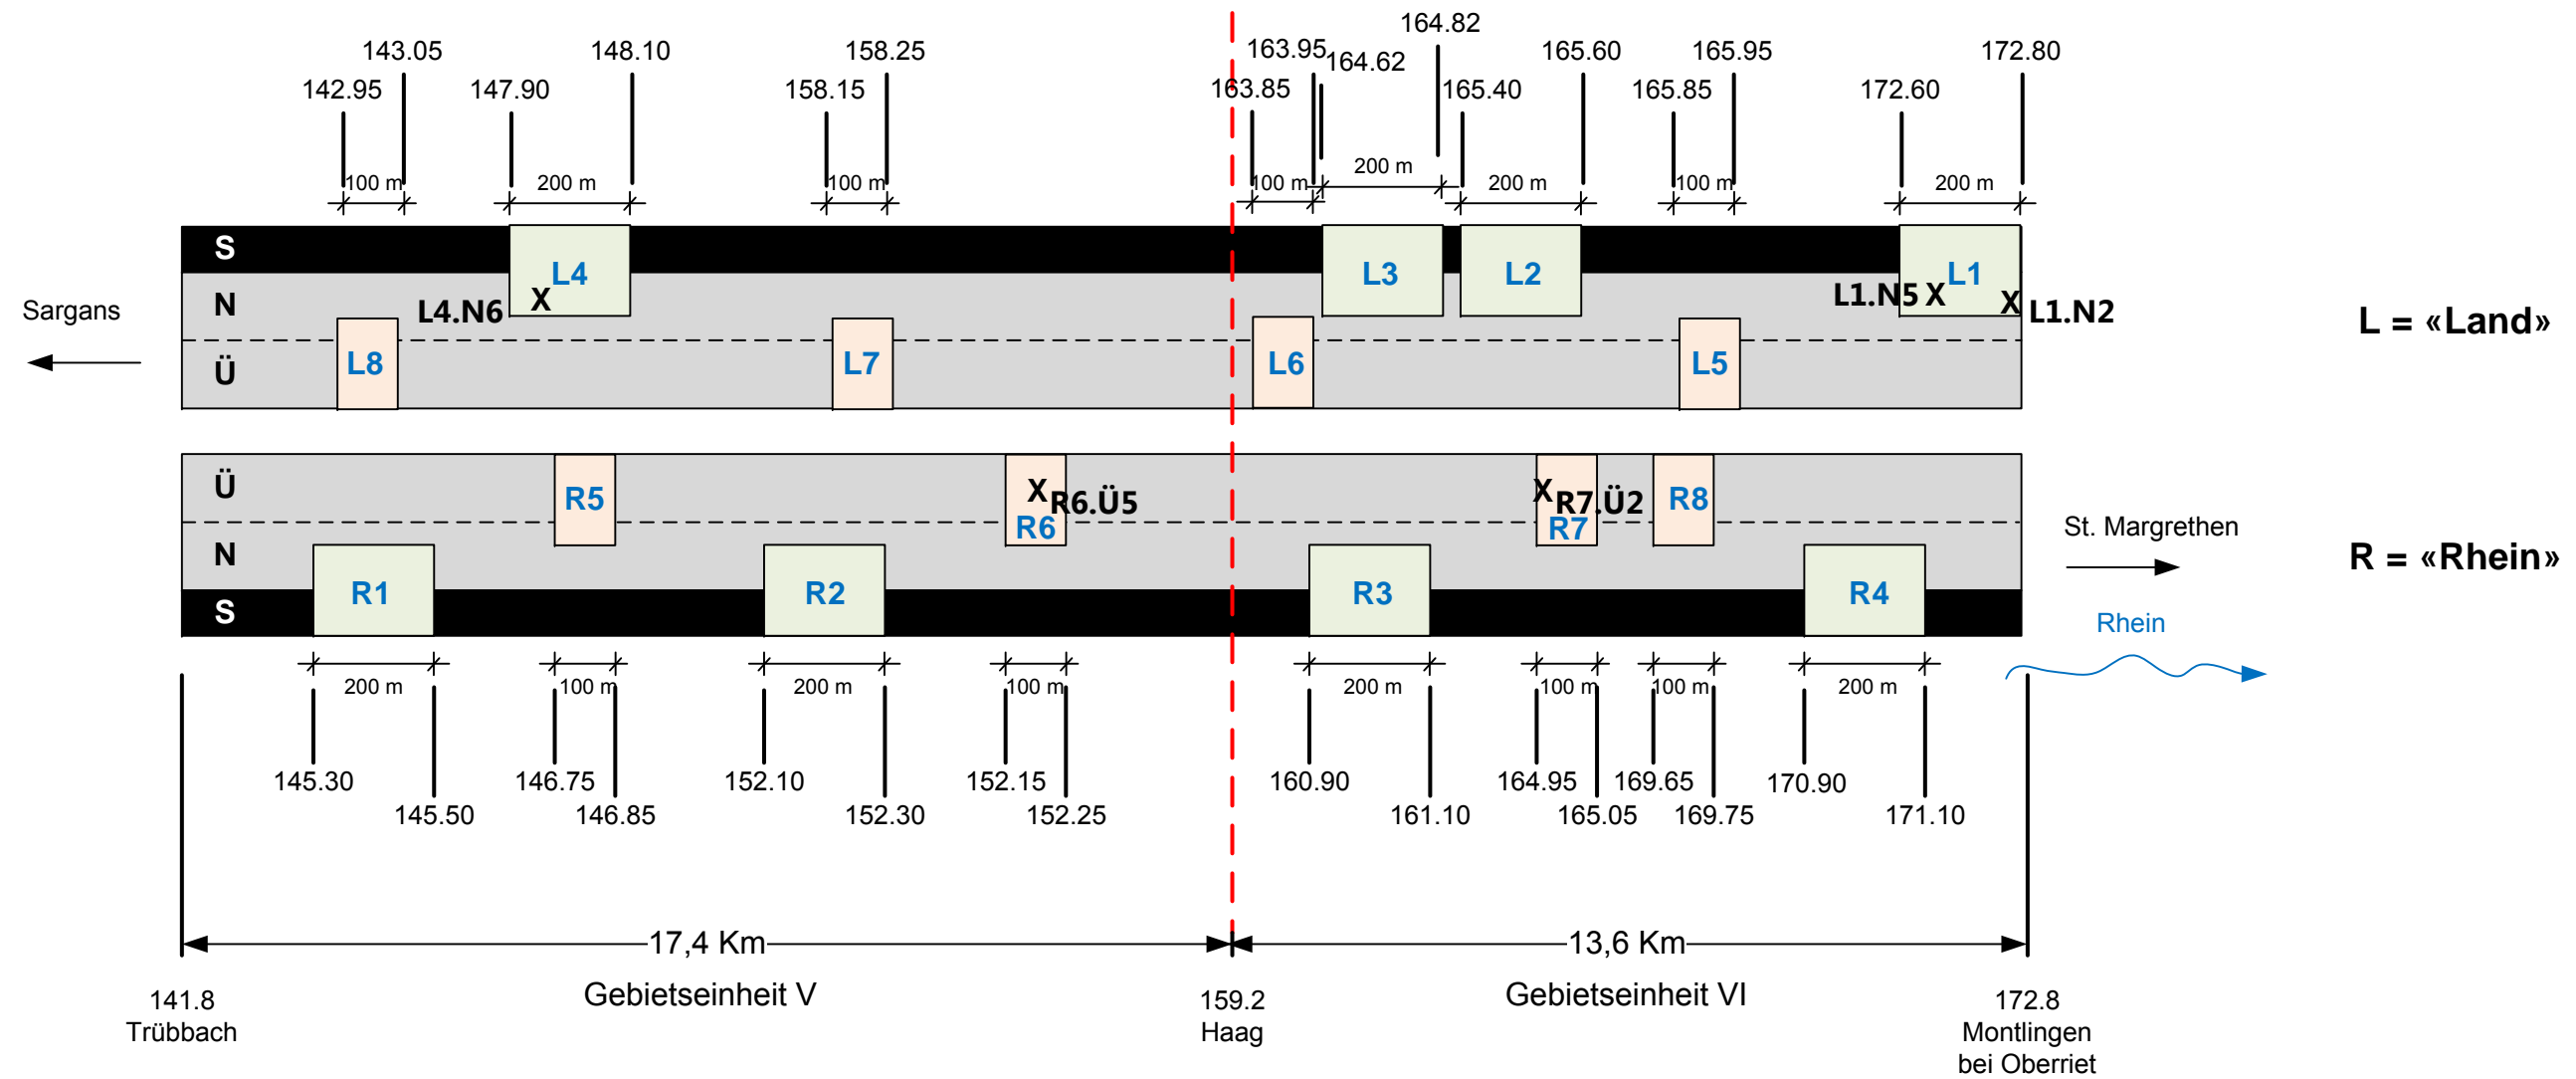 164.82
143.05 148.10 158.25 163.95 164.62 165.60 165.95 172.80
142.95 147.90 158.15 163.85 165.40 165.85 172.60
200 m
100 m 200 m 100 m 100 m 200 m 100 m 200 m
S
L4 L3 L2 L1
N X L1.N5 X X L1.N2
Sargans L4.N6 L = «Land»
Ü L8 L7 L6 L5
Ü R5 X R6.Ü5 X R7.Ü2 R8
R6 R7 St. Margrethen
N R = «Rhein»
R1 R2 R3 R4
S Rhein
200 m 100 m 200 m 100 m 200 m 100 m 100 m 200 m
145.30 146.75 152.10 152.15 160.90 164.95 169.65 170.90
145.50 146.85 152.30 152.25 161.10 165.05 169.75 171.10
17,4 Km 13,6 Km
Gebietseinheit V Gebietseinheit VI
141.8 159.2 172.8
Trübbach Haag Montlingen
bei Oberriet